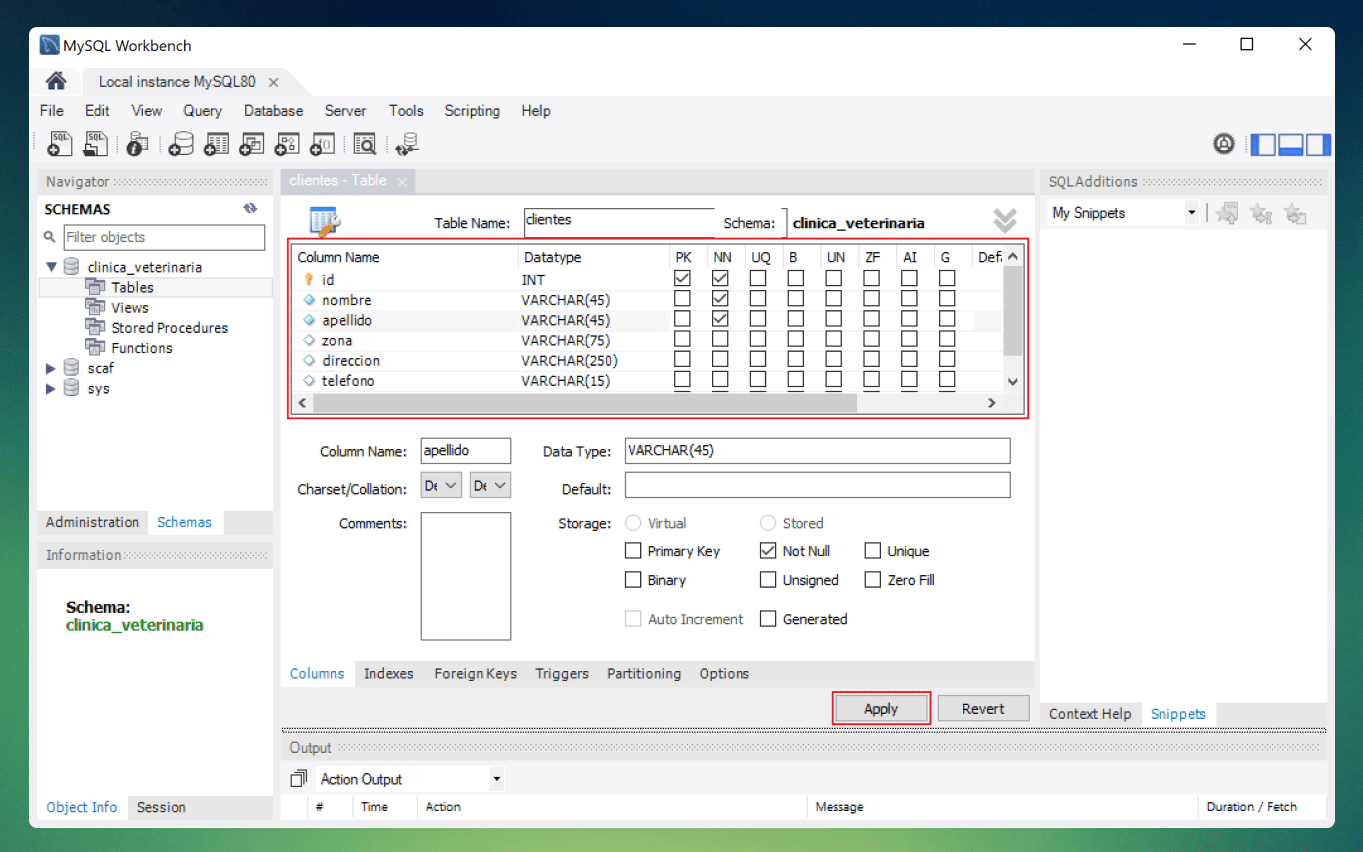 MySQL Workbench
Local instance MySQL80
File Edit View Query Database Server Tools Scripting Help
SQL SQL
Navigator
SCHEMAS
Filter objects
clinica_veterinaria
Tables
Views
Stored Procedures
Functions
scaf
sys
Administration Schemas
Information
Schema:
clinica_veterinaria
Object Info Session
clientes - Table
Table Name: clientes Schema: clinica_veterinaria
Column Name Datatype PK NN UQ B UN ZF AI G
id INT
nombre VARCHAR(45)
apellido VARCHAR(45)
zona VARCHAR(75)
direccion VARCHAR(250)
telefono VARCHAR(15)
Column Name: apellido Data Type: VARCHAR(45)
Charset/Collation: Default:
Comments: Storage: Virtual Stored
Primary Key Not Null Unique
Binary Unsigned Zero Fill
Auto Increment Generated
Columns Indexes Foreign Keys Triggers Partitioning Options
Apply Revert
SQLAdditions
My Snippets
Context Help Snippets
Output
Action Output
# Time Action Message Duration / Fetch